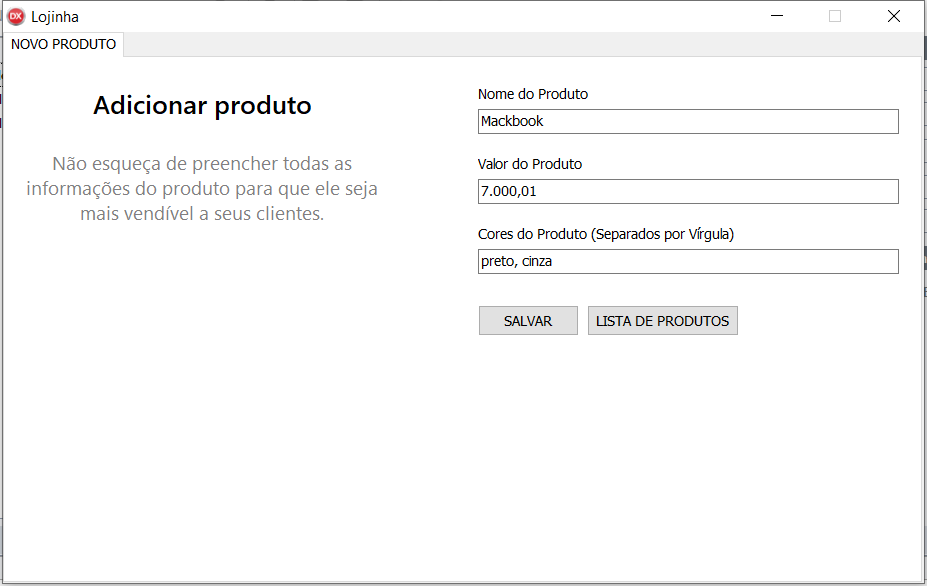 DX Lojinha
NOVO PRODUTO
Adicionar produto
Não esqueça de preencher todas as
informações do produto para que ele seja
mais vendível a seus clientes.
Nome do Produto
Mackbook
Valor do Produto
7.000,01
Cores do Produto (Separados por Vírgula)
preto, cinza
SALVAR LISTA DE PRODUTOS